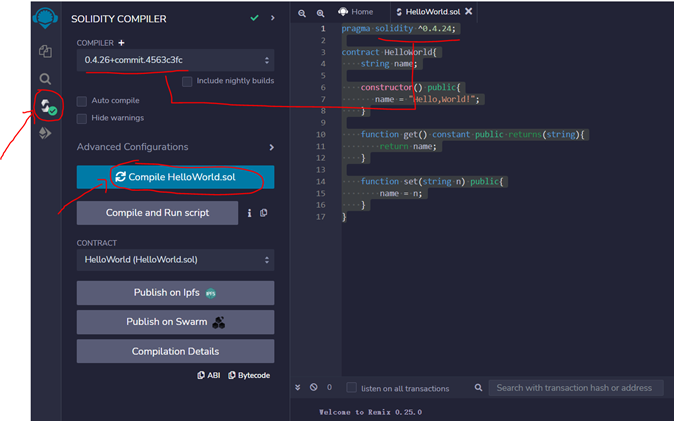 SOLIDITY COMPILER
COMPILER
0.4.26+commit.4563c3fc
Include nightly builds
Auto compile
Hide warnings
Advanced Configurations
Compile HelloWorld.sol
Compile and Run script
CONTRACT
HelloWorld (HelloWorld.sol)
Publish on Ipfs
IPFS
Publish on Swarm
Compilation Details
ABI
Bytecode
Home
HelloWorld.sol
1 pragma solidity ^0.4.24;
2
3 contract HelloWorld{
4 string name;
5
6 constructor() public{
7 name = "Hello,World!";
8 }
9
10 function get() constant public returns(string){
11 return name;
12 }
13
14 function set(string n) public{
15 name = n;
16 }
17 }
0
listen on all transactions
Search with transaction hash or address
Welcome to Remix 0.25.0